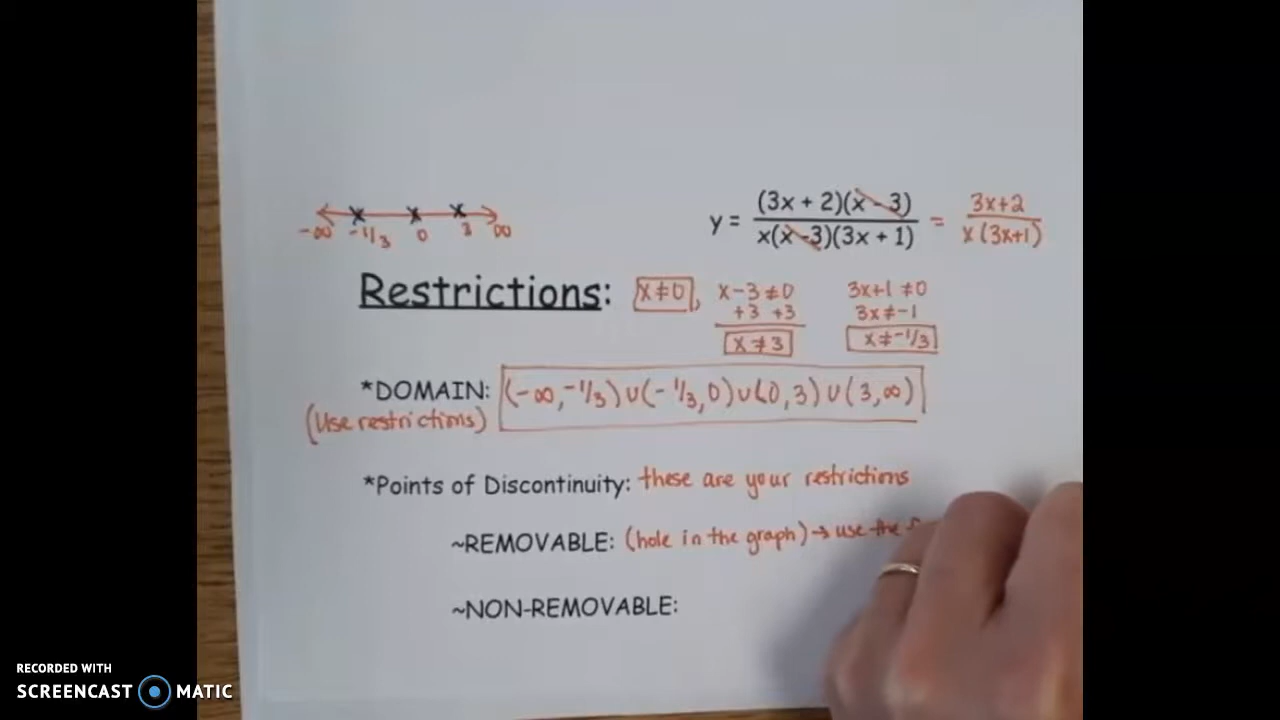 y = (3x + 2)(x - 3) / x(x - 3)(3x + 1) = 3x+2 / x(3x+1)
-∞ -1/3 0 3 ∞
Restrictions: x≠0, x-3≠0 3x+1≠0
+3 +3 3x≠-1
x≠3 x≠-1/3
*DOMAIN: (-∞,-1/3)∪(-1/3,0)∪(0,3)∪(3,∞)
(Use restrictions)
*Points of Discontinuity: these are your restrictions
~REMOVABLE: (hole in the graph)→ use the
~NON-REMOVABLE:
RECORDED WITH
SCREENCAST MATIC